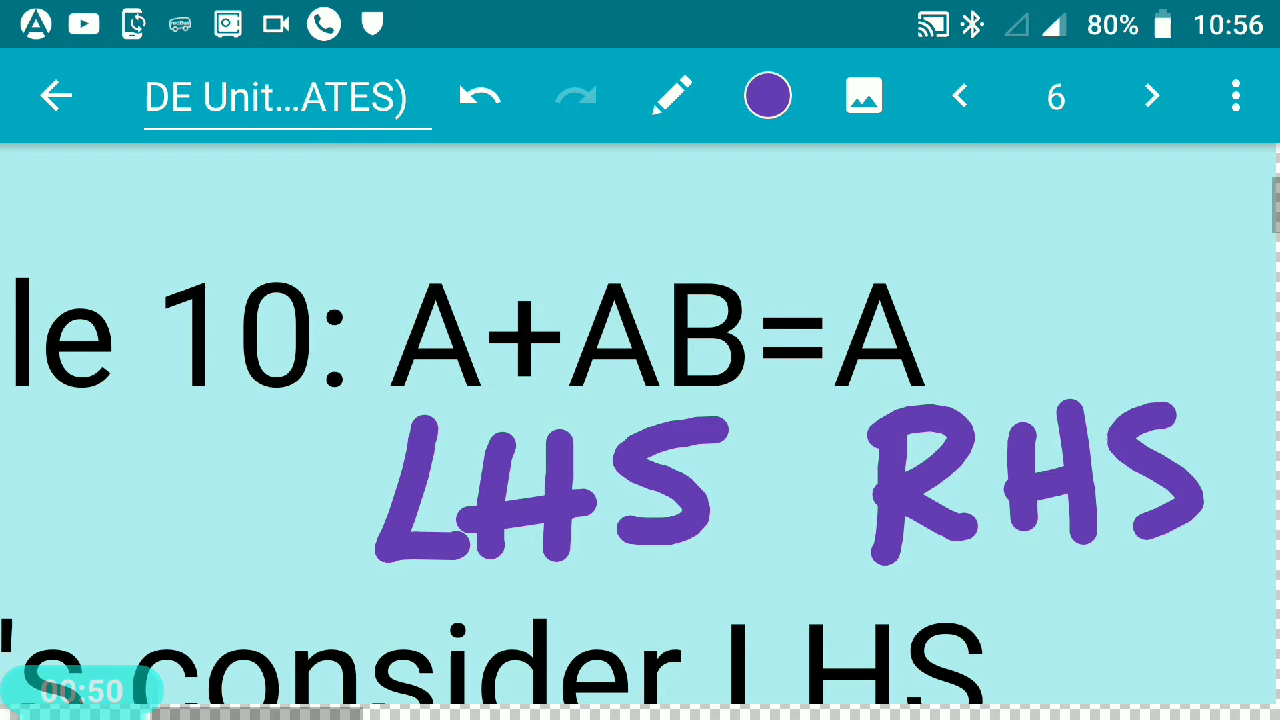 80% 10:56
DE Unit...ATES) 6
le 10: A+AB=A
LHS RHS
's consider LHS
00:50